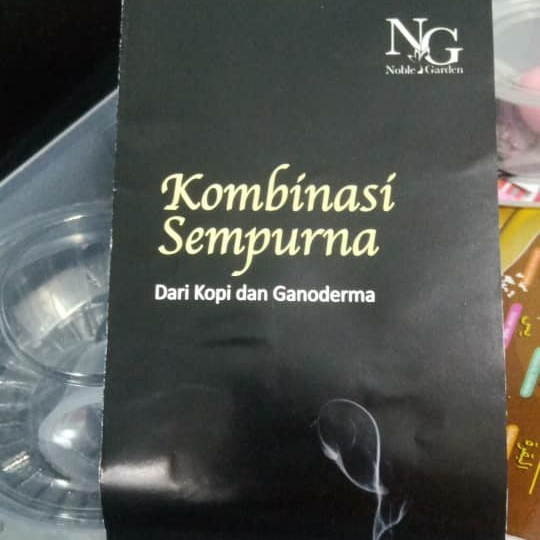 NG
Noble Garden
Kombinasi
Sempurna
Dari Kopi dan Ganoderma